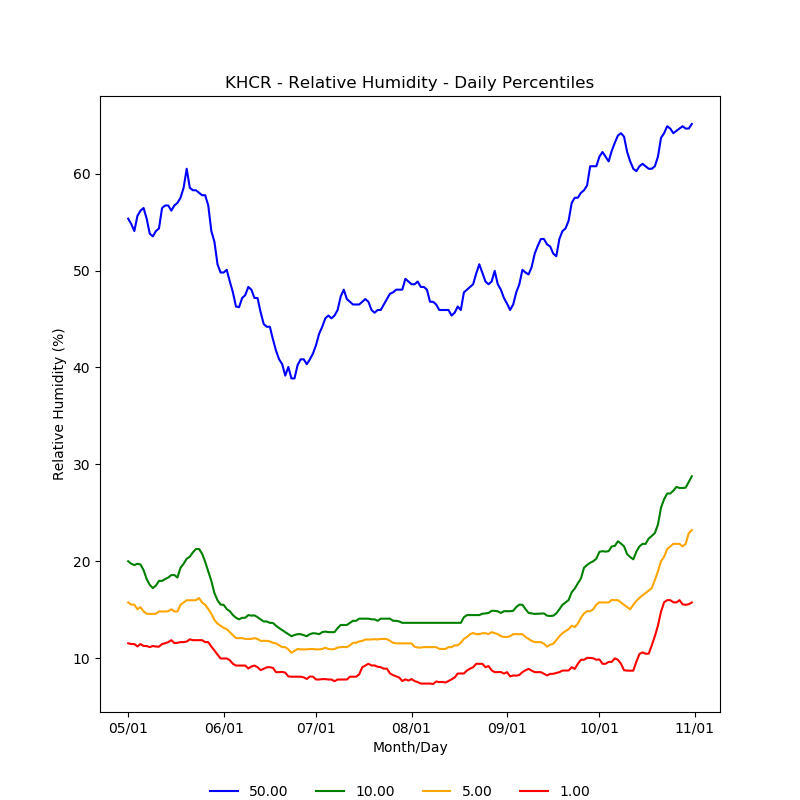 KHCR - Relative Humidity - Daily Percentiles
60
50
40
30
20
10
Relative Humidity (%)
05/01 06/01 07/01 08/01 09/01 10/01 11/01
Month/Day
50.00 10.00 5.00 1.00